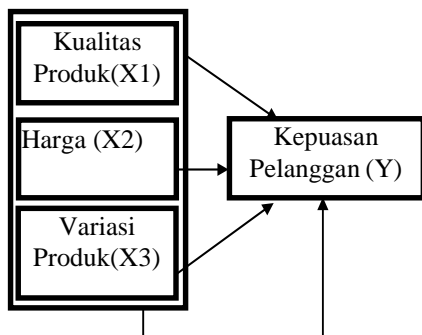 Kualitas
Produk(X1)
Harga (X2)
Kepuasan
Pelanggan (Y)
Variasi
Produk(X3)